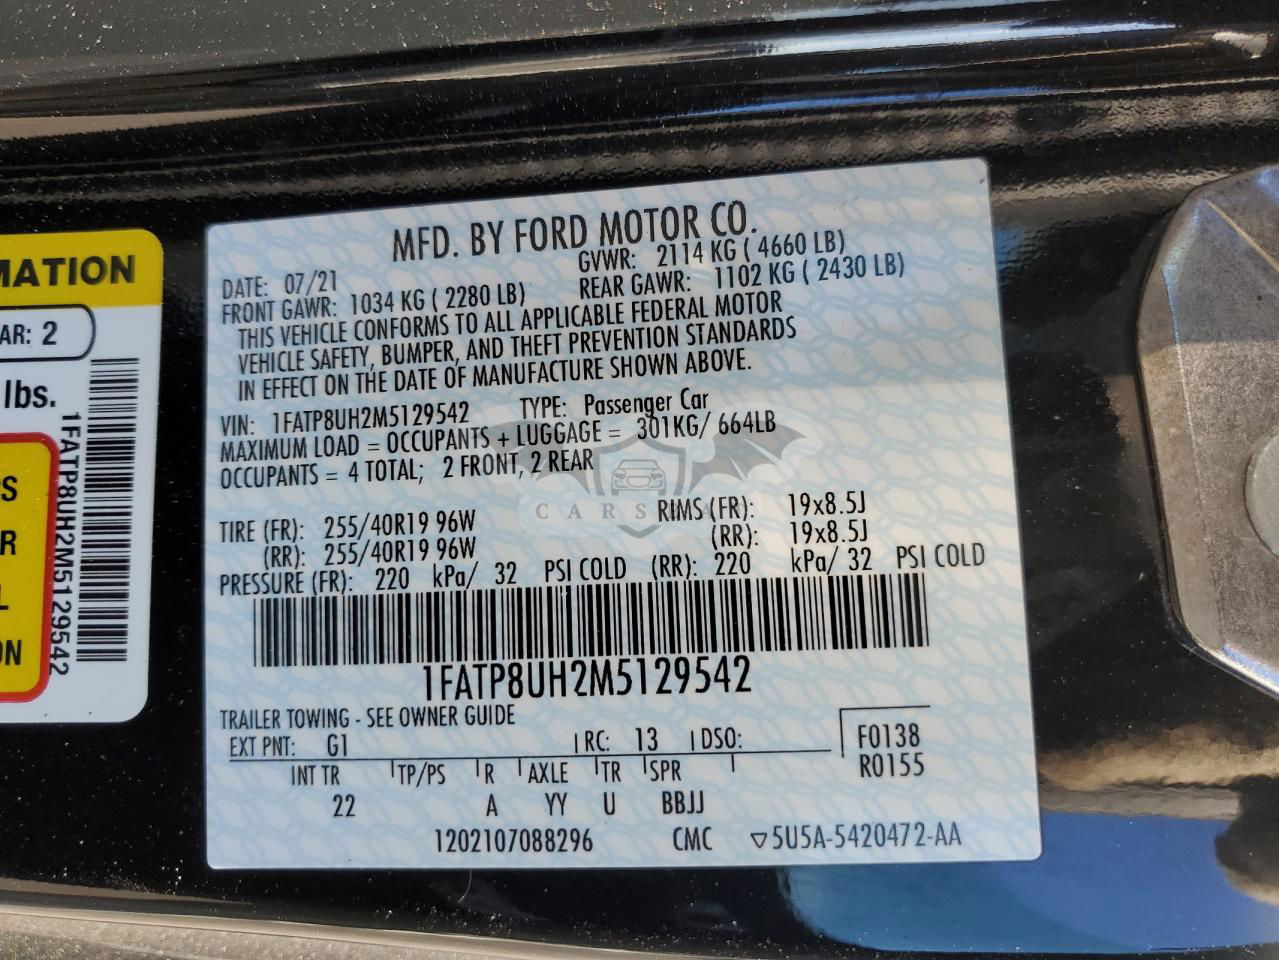 MFD. BY FORD MOTOR CO.
DATE: 07/21 GVWR: 2114 KG ( 4660 LB)
FRONT GAWR: 1034 KG ( 2280 LB) REAR GAWR: 1102 KG ( 2430 LB)
THIS VEHICLE CONFORMS TO ALL APPLICABLE FEDERAL MOTOR
VEHICLE SAFETY, BUMPER, AND THEFT PREVENTION STANDARDS
IN EFFECT ON THE DATE OF MANUFACTURE SHOWN ABOVE.
VIN: 1FATP8UH2M5129542 TYPE: Passenger Car
MAXIMUM LOAD = OCCUPANTS + LUGGAGE = 301KG/ 664LB
OCCUPANTS = 4 TOTAL; 2 FRONT, 2 REAR
TIRE (FR): 255/40R19 96W RIMS (FR): 19x8.5J
(RR): 255/40R19 96W (RR): 19x8.5J
PRESSURE (FR): 220 kPa/ 32 PSI COLD (RR): 220 kPa/ 32 PSI COLD
1FATP8UH2M5129542
TRAILER TOWING - SEE OWNER GUIDE
EXT PNT: G1 RC: 13 DSO: F0138
R0155
INT TR TP/PS R AXLE TR SPR
22 A YY U BBJJ
1202107088296 CMC ▽5U5A-5420472-AA
MATION
AR: 2
lbs.
1FATP8UH2M5129542